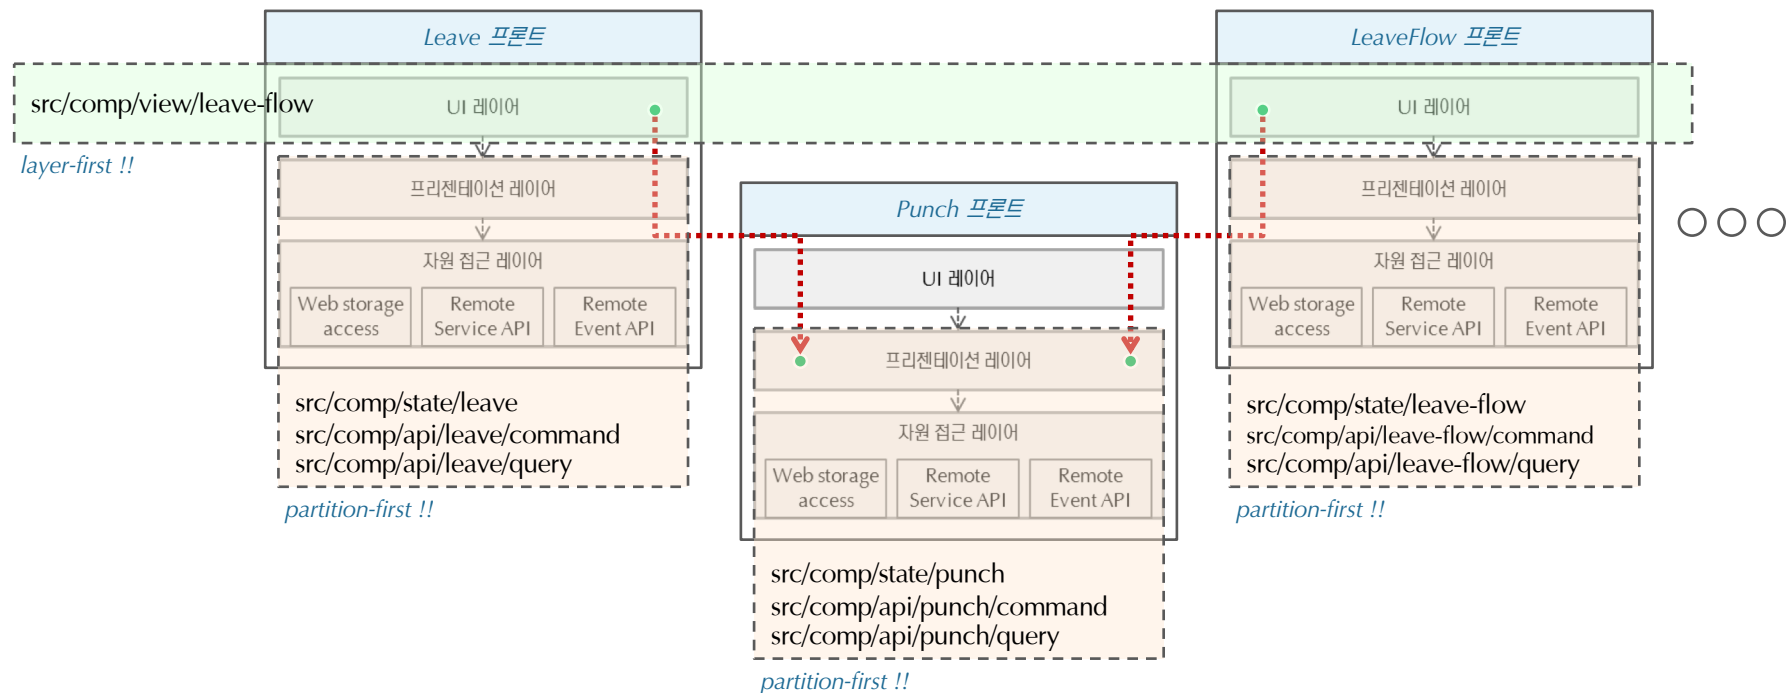 Leave 프론트
LeaveFlow 프론트
src/comp/view/leave-flow
UI 레이어
UI 레이어
layer-first !!
프리젠테이션 레이어
자원 접근 레이어
Web storage
access
Remote
Service API
Remote
Event API
src/comp/state/leave
src/comp/api/leave/command
src/comp/api/leave/query
partition-first !!
Punch 프론트
UI 레이어
프리젠테이션 레이어
자원 접근 레이어
Web storage
access
Remote
Service API
Remote
Event API
src/comp/state/punch
src/comp/api/punch/command
src/comp/api/punch/query
partition-first !!
프리젠테이션 레이어
자원 접근 레이어
Web storage
access
Remote
Service API
Remote
Event API
src/comp/state/leave-flow
src/comp/api/leave-flow/command
src/comp/api/leave-flow/query
partition-first !!